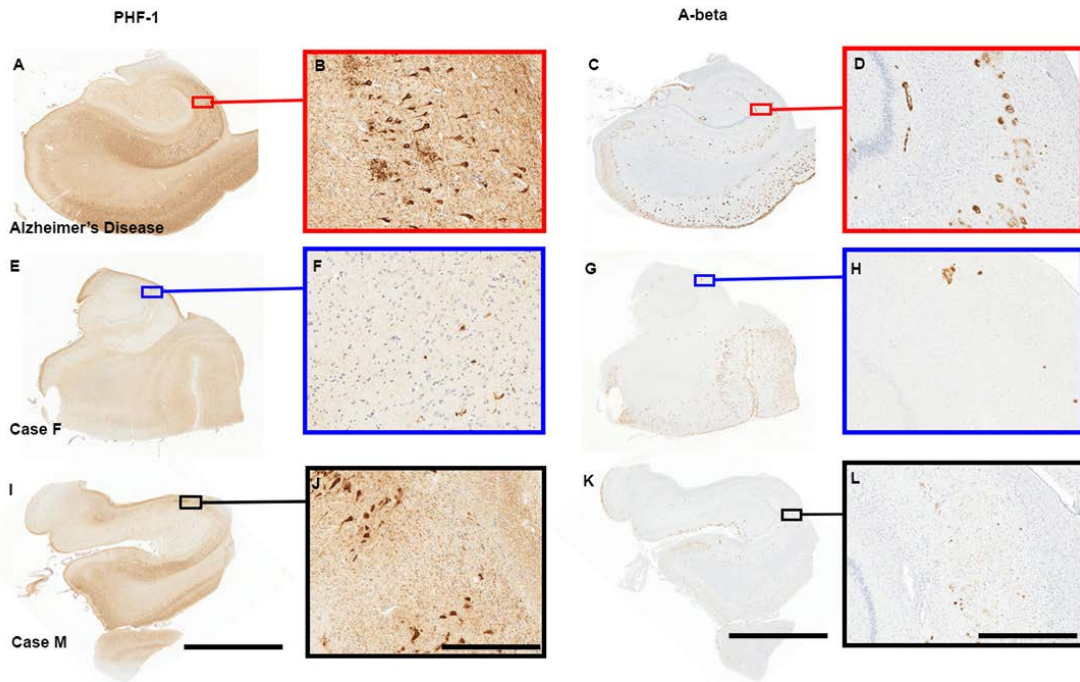 PHF-1
A-beta
A
B
C
D
Alzheimer's Disease
E
F
G
H
Case F
I
J
K
L
Case M